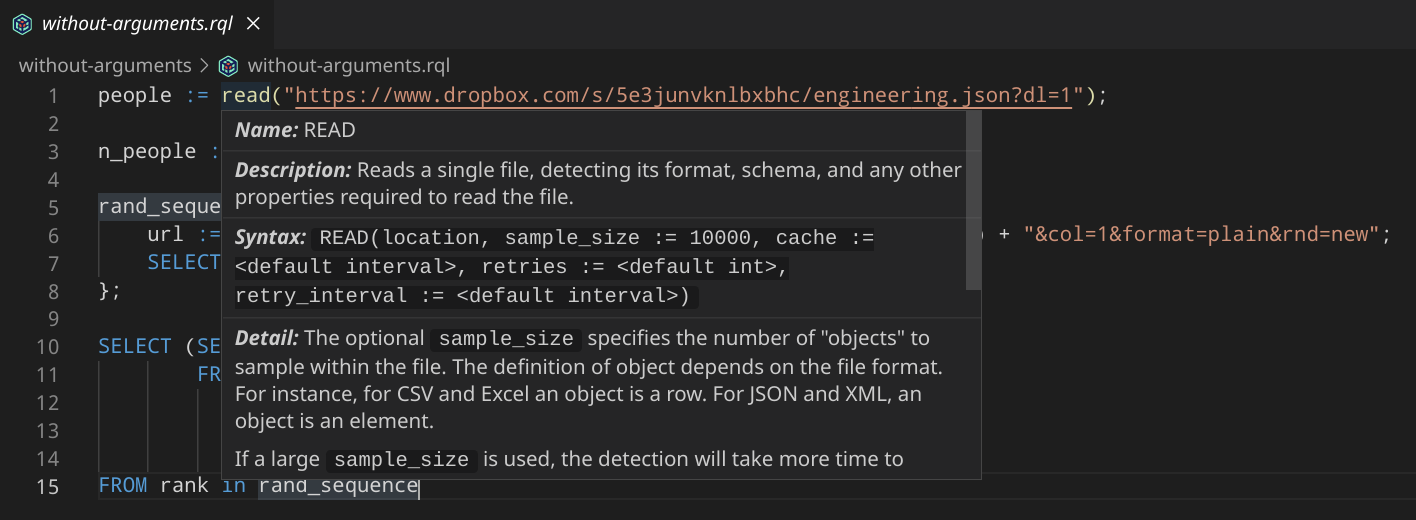 without-arguments.rql ×
without-arguments > without-arguments.rql
1 people := read("https://www.dropbox.com/s/5e3junvknlbxbhc/engineering.json?dl=1");
2
3 n_people :
4
5 rand_seque
6 url := ) + "&col=1&format=plain&rnd=new";
7 SELECT
8 };
9
10 SELECT (SE
11 FR
12
13
14
15 FROM rank in rand_sequence
Name: READ
Description: Reads a single file, detecting its format, schema, and any other
properties required to read the file.
Syntax: READ(location, sample_size := 10000, cache :=
<default interval>, retries := <default int>,
retry_interval := <default interval>)
Detail: The optional sample_size specifies the number of "objects" to
sample within the file. The definition of object depends on the file format.
For instance, for CSV and Excel an object is a row. For JSON and XML, an
object is an element.
If a large sample_size is used, the detection will take more time to